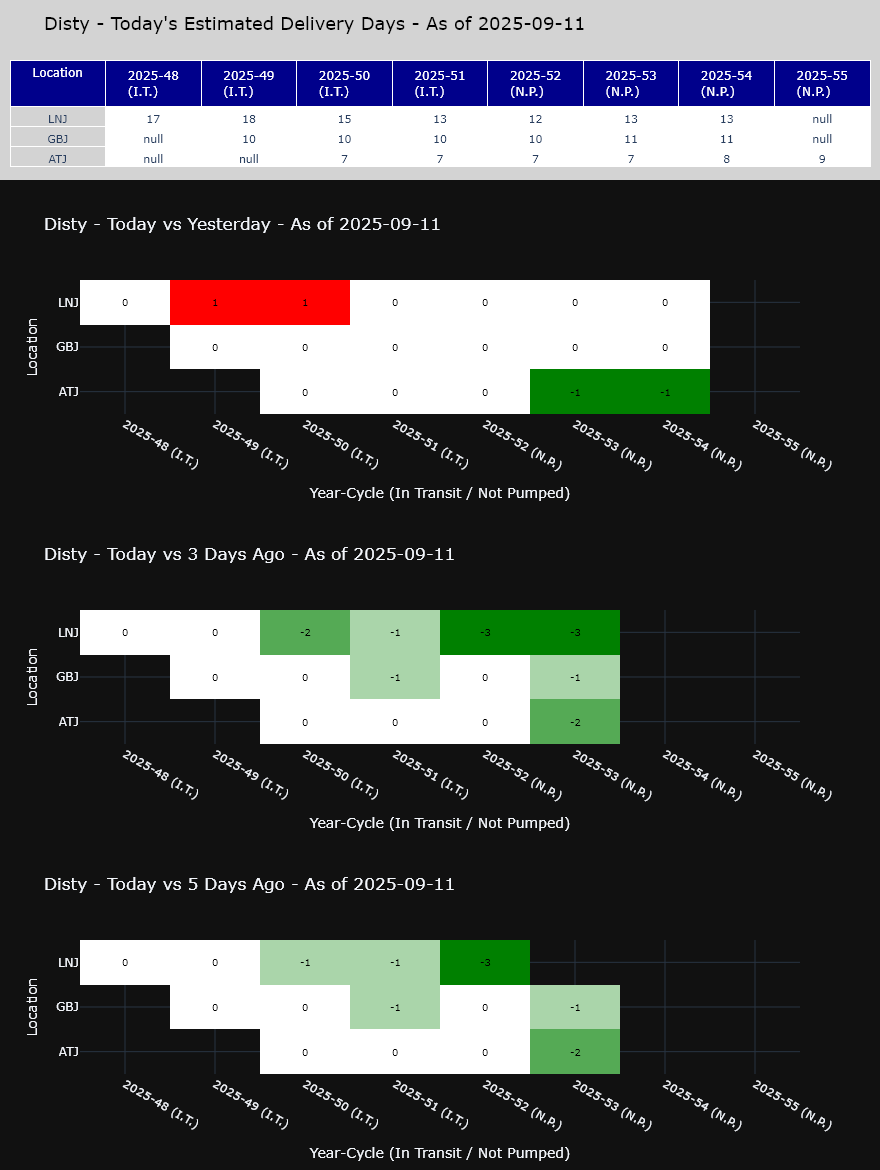 Disty - Today's Estimated Delivery Days - As of 2025-09-11
Location 2025-48 (I.T.) 2025-49 (I.T.) 2025-50 (I.T.) 2025-51 (I.T.) 2025-52 (N.P.) 2025-53 (N.P.) 2025-54 (N.P.) 2025-55 (N.P.)
LNJ 17 18 15 13 12 13 13 null
GBJ null 10 10 10 10 11 11 null
ATJ null null 7 7 7 7 8 9
Disty - Today vs Yesterday - As of 2025-09-11
Location
LNJ 0 1 1 0 0 0 0
GBJ 0 0 0 0 0 0
ATJ 0 0 0 -1 -1
2025-48 (I.T.) 2025-49 (I.T.) 2025-50 (I.T.) 2025-51 (I.T.) 2025-52 (N.P.) 2025-53 (N.P.) 2025-54 (N.P.) 2025-55 (N.P.)
Year-Cycle (In Transit / Not Pumped)
Disty - Today vs 3 Days Ago - As of 2025-09-11
Location
LNJ 0 0 -2 -1 -3 -3
GBJ 0 0 -1 0 -1
ATJ 0 0 0 -2
2025-48 (I.T.) 2025-49 (I.T.) 2025-50 (I.T.) 2025-51 (I.T.) 2025-52 (N.P.) 2025-53 (N.P.) 2025-54 (N.P.) 2025-55 (N.P.)
Year-Cycle (In Transit / Not Pumped)
Disty - Today vs 5 Days Ago - As of 2025-09-11
Location
LNJ 0 0 -1 -1 -3
GBJ 0 0 -1 0 -1
ATJ 0 0 0 -2
2025-48 (I.T.) 2025-49 (I.T.) 2025-50 (I.T.) 2025-51 (I.T.) 2025-52 (N.P.) 2025-53 (N.P.) 2025-54 (N.P.) 2025-55 (N.P.)
Year-Cycle (In Transit / Not Pumped)